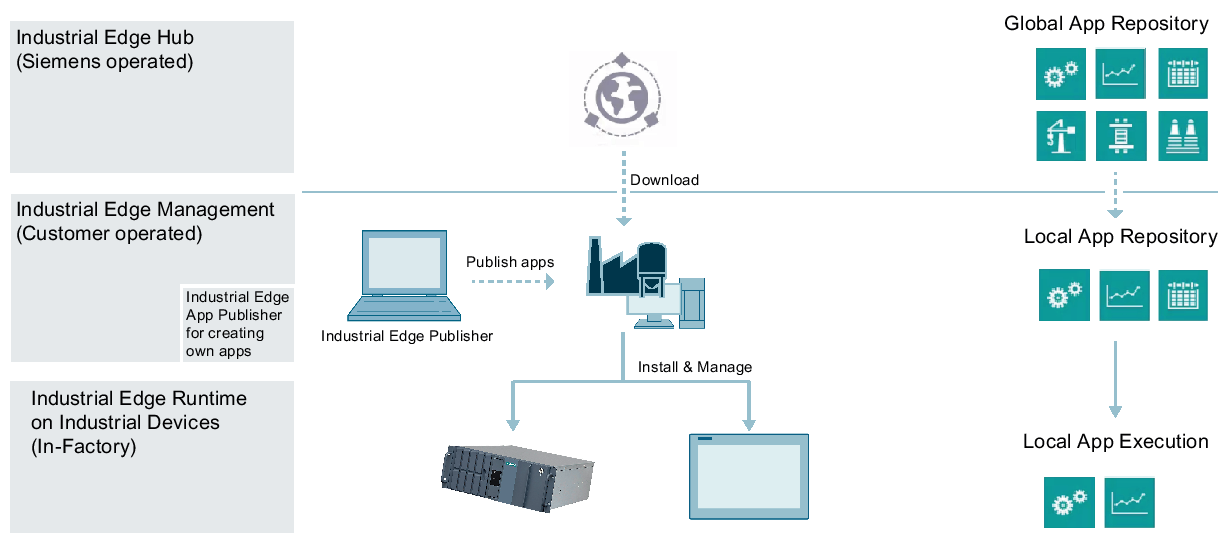 Industrial Edge Hub
(Siemens operated)
Global App Repository
Download
Industrial Edge Management
(Customer operated)
Industrial Edge
App Publisher
for creating
own apps
Publish apps
Industrial Edge Publisher
Local App Repository
Install & Manage
Industrial Edge Runtime
on Industrial Devices
(In-Factory)
Local App Execution